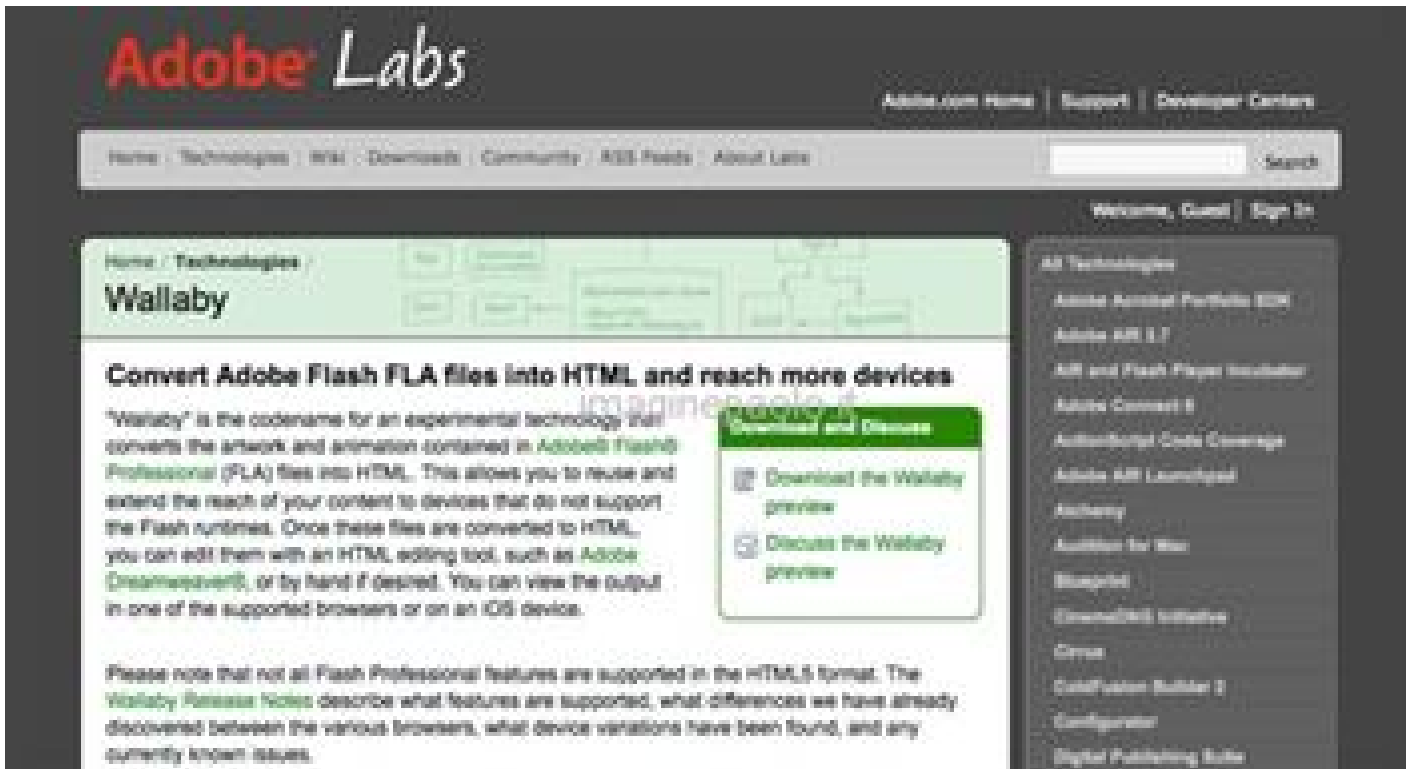 Adobe Labs
Adobe.com Home | Support | Developer Centers
Home Technologies Wiki Downloads Community RSS Feeds About Labs
Search
Welcome, Guest | Sign In
Home / Technologies /
Wallaby
Convert Adobe Flash FLA files into HTML and reach more devices
imaginepaolo.it
"Wallaby" is the codename for an experimental technology that
converts the artwork and animation contained in Adobe® Flash®
Professional (FLA) files into HTML. This allows you to reuse and
extend the reach of your content to devices that do not support
the Flash runtimes. Once these files are converted to HTML,
you can edit them with an HTML editing tool, such as Adobe
Dreamweaver®, or by hand if desired. You can view the output
in one of the supported browsers or on an iOS device.
Download and Discuss
Download the Wallaby
preview
Discuss the Wallaby
preview
Please note that not all Flash Professional features are supported in the HTML5 format. The
Wallaby Release Notes describe what features are supported, what differences we have already
discovered between the various browsers, what device variations have been found, and any
currently known issues.
All Technologies
Adobe Acrobat Portfolio SDK
Adobe AIR
AIR and Flash Player Incubator
Adobe Connect
ActionScript Code Coverage
Adobe AIR Launchpad
Alchemy
Audition for Mac
Blueprint
CinemaDNG Initiative
Cirrus
ColdFusion Builder 2
Configurator
Digital Publishing Suite